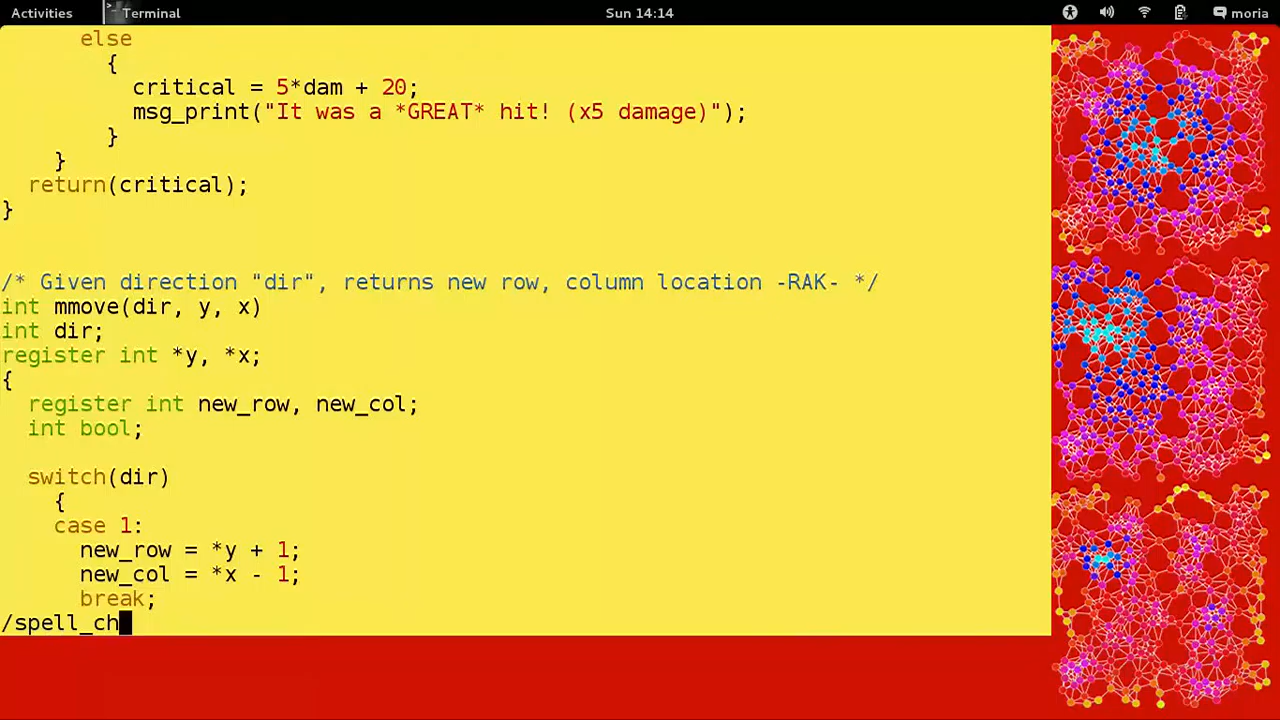 Activities Terminal Sun 14:14 moria
else
{
critical = 5*dam + 20;
msg_print("It was a *GREAT* hit! (x5 damage)");
}
}
return(critical);
}
/* Given direction "dir", returns new row, column location -RAK- */
int mmove(dir, y, x)
int dir;
register int *y, *x;
{
register int new_row, new_col;
int bool;
switch(dir)
{
case 1:
new_row = *y + 1;
new_col = *x - 1;
break;
/spell_ch